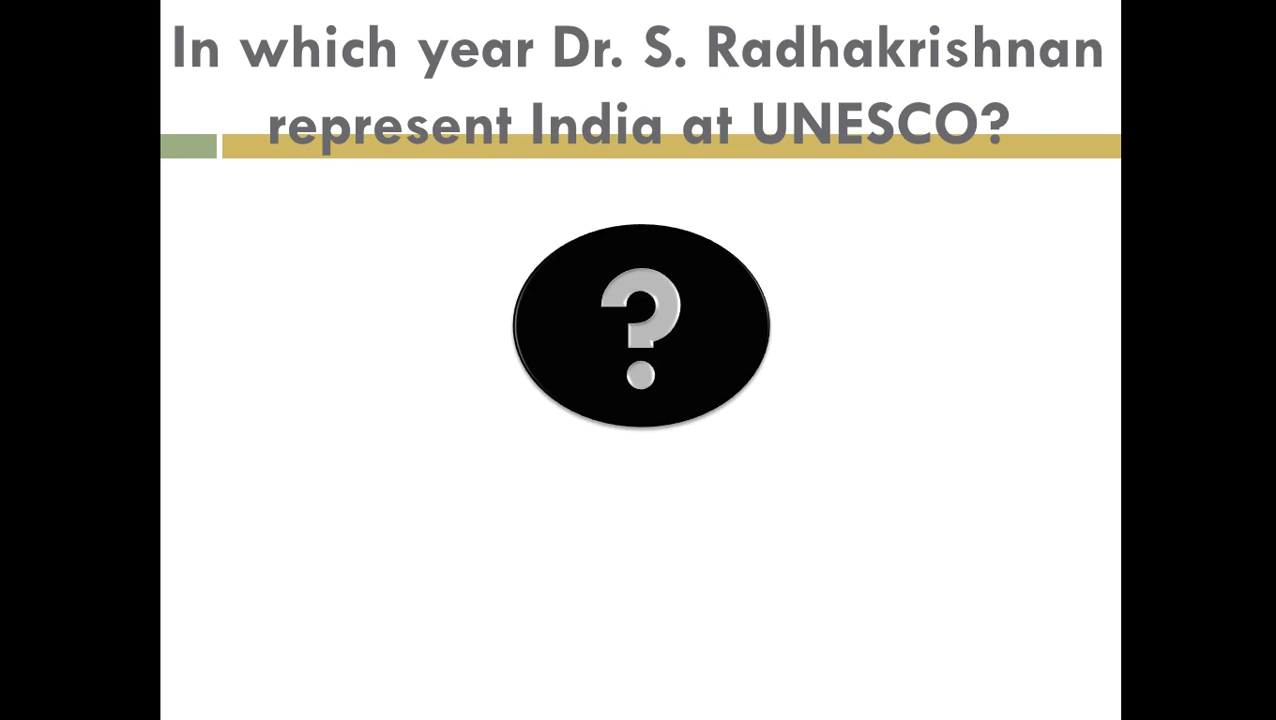 In which year Dr. S. Radhakrishnan
represent India at UNESCO?
?